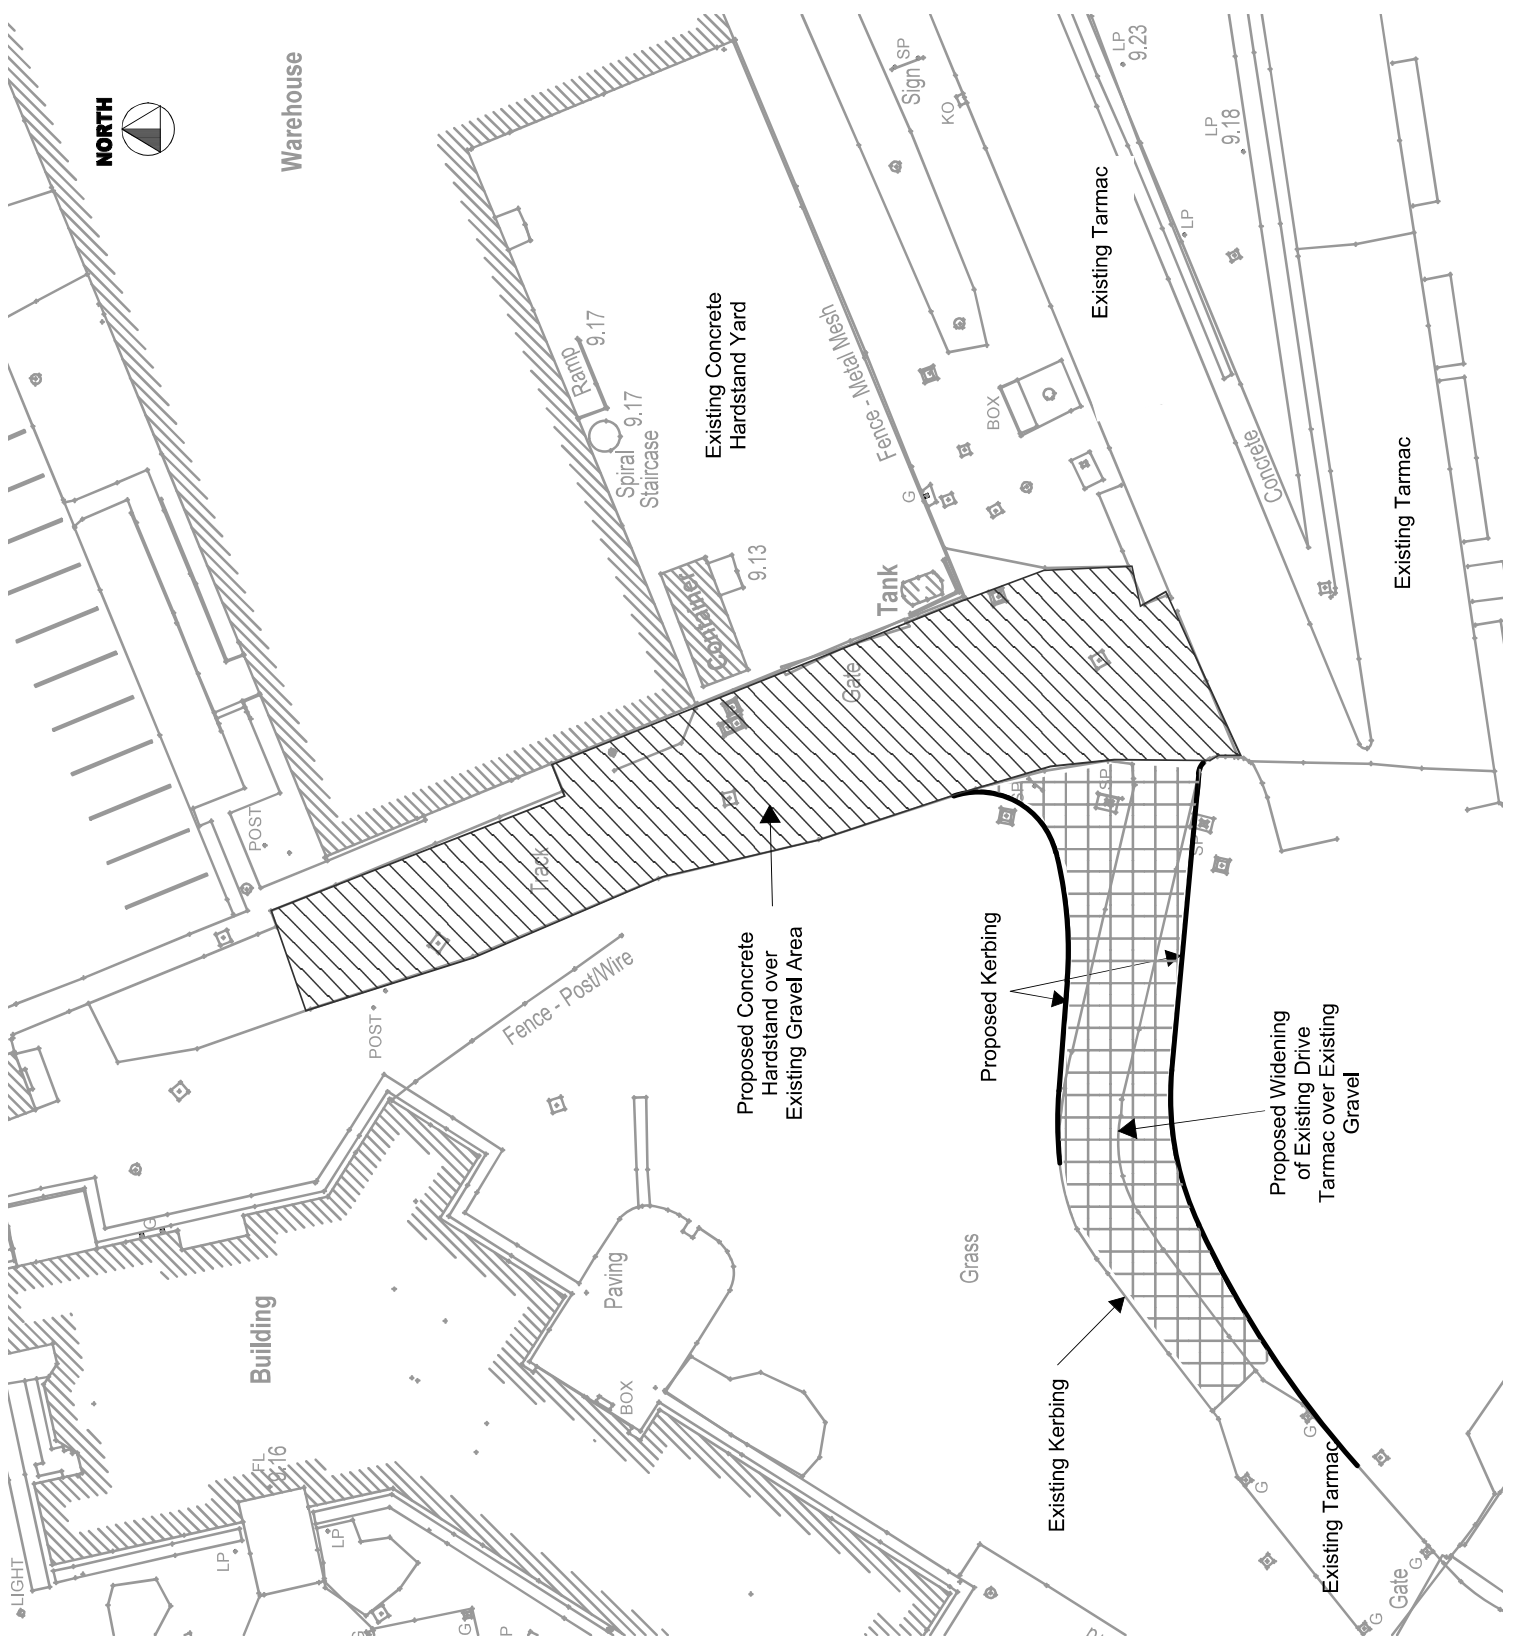 NORTH
Warehouse
Sign
SP
KO
LP
9.23
LP
9.18
LP
Existing Tarmac
Ramp
9.17
Spiral
Staircase
9.17
Existing Concrete
Hardstand Yard
Fence - Metal Mesh
BOX
G
Concrete
Existing Tarmac
Container
9.13
Tank
Gate
POST
Track
SP
SP
SP
POST
Fence - Post/Wire
Proposed Concrete
Hardstand over
Existing Gravel Area
Proposed Kerbing
Proposed Widening
of Existing Drive
Tarmac over Existing
Gravel
G
Building
Paving
BOX
Grass
Existing Kerbing
FL
9.16
LP
LP
LIGHT
G
G
Existing Tarmac
Gate
G
G
G
G
P